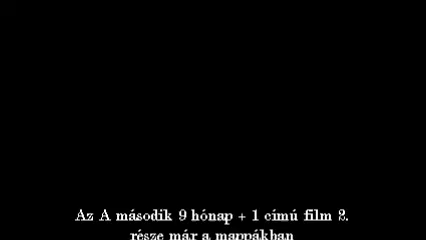 Az A második 9 hónap + 1 című film 2.
része már a mappákban